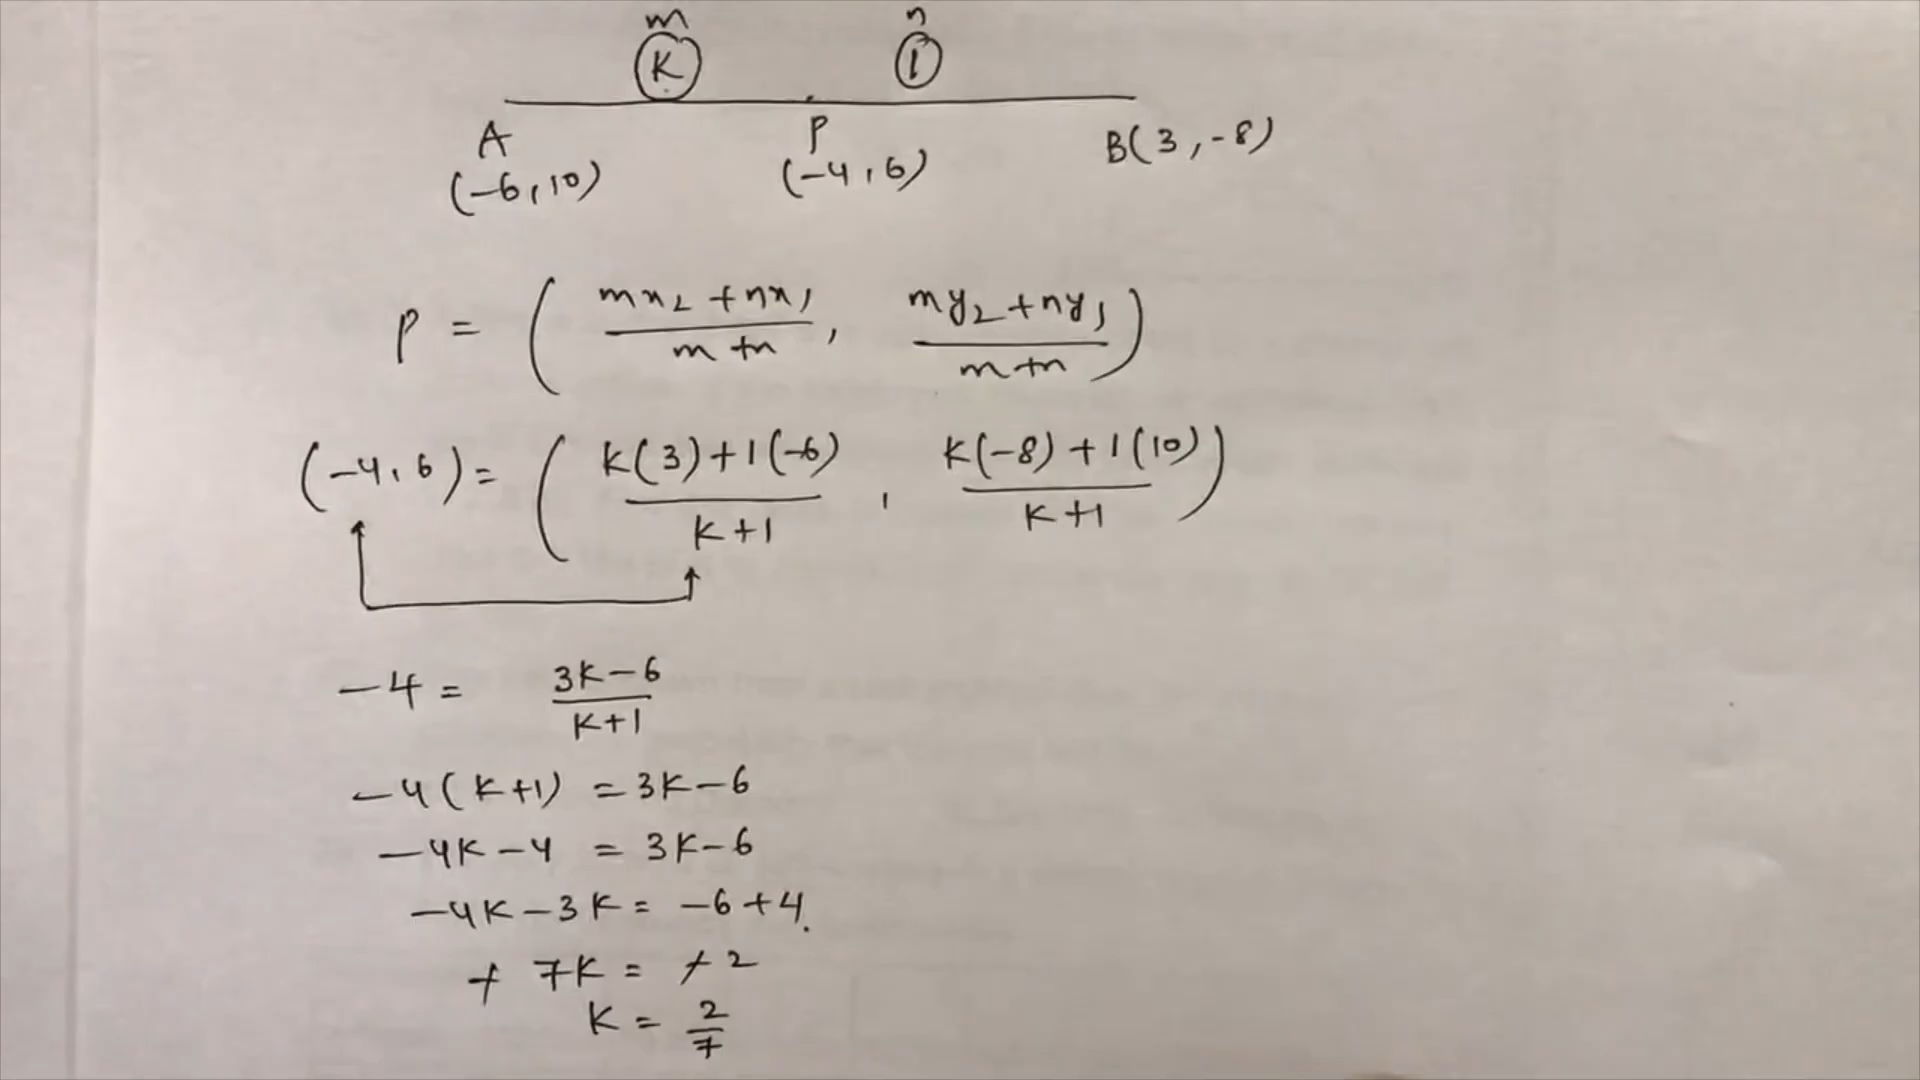 m n
K 1
A P B(3,-8)
(-6,10) (-4,6)
P = ( mx₂+nx₁ / m+n , my₂+ny₁ / m+n )
(-4,6) = ( K(3)+1(-6) / K+1 , K(-8)+1(10) / K+1 )
-4 = 3K-6 / K+1
-4(K+1) = 3K-6
-4K-4 = 3K-6
-4K-3K = -6+4.
+ 7K = +2
K = 2/7